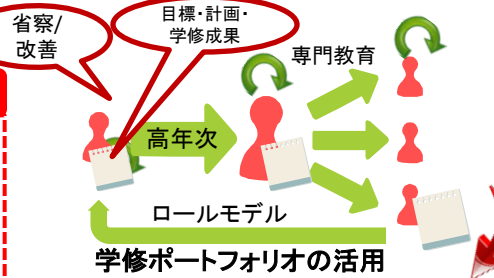 省察/
改善
目標・計画・
学修成果
専門教育
高年次
ロールモデル
学修ポートフォリオの活用